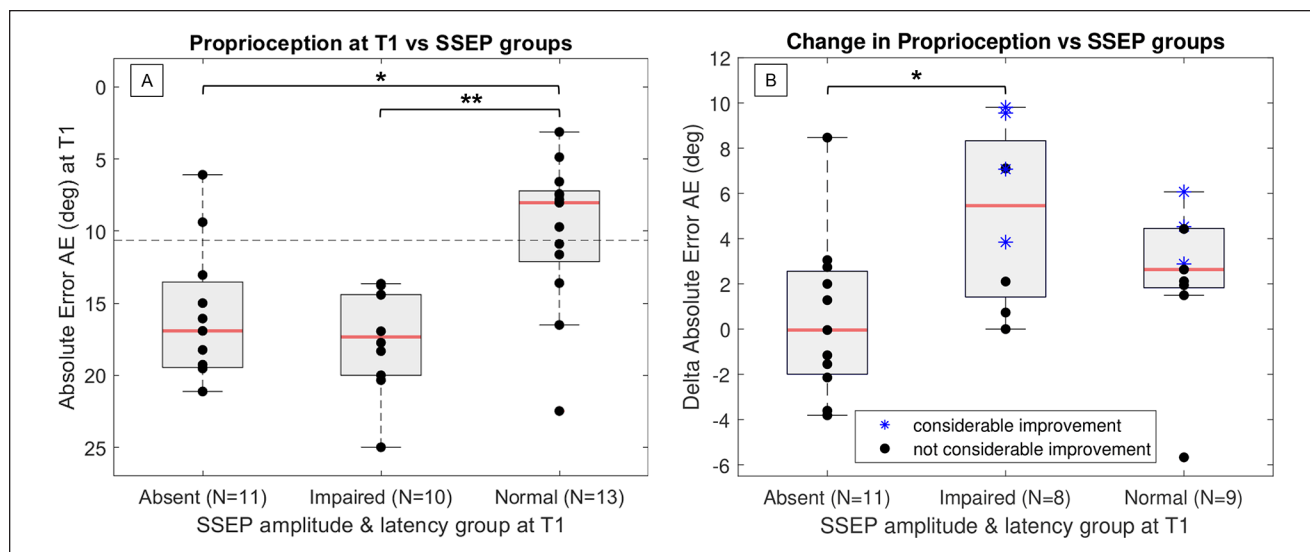 Proprioception at T1 vs SSEP groups
A
*
**
0
5
10
15
20
25
Absolute Error AE (deg) at T1
Absent (N=11) Impaired (N=10) Normal (N=13)
SSEP amplitude & latency group at T1
Change in Proprioception vs SSEP groups
B
*
12
10
8
6
4
2
0
-2
-4
-6
Delta Absolute Error AE (deg)
considerable improvement
not considerable improvement
Absent (N=11) Impaired (N=8) Normal (N=9)
SSEP amplitude & latency group at T1